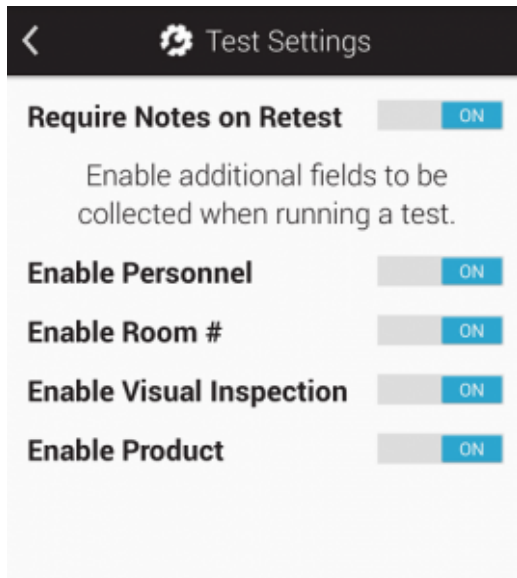 Test Settings
Require Notes on Retest ON
Enable additional fields to be
collected when running a test.
Enable Personnel ON
Enable Room # ON
Enable Visual Inspection ON
Enable Product ON